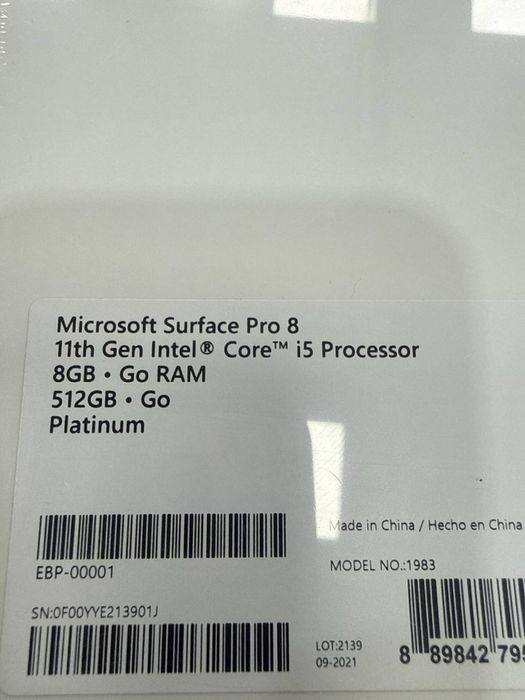 Microsoft Surface Pro 8
11th Gen Intel® Core™ i5 Processor
8GB • Go RAM
512GB • Go
Platinum
Made in China / Hecho en China
EBP-00001
MODEL NO.:1983
SN:0F00YYE213901J
LOT:2139
09-2021
8 89842 79